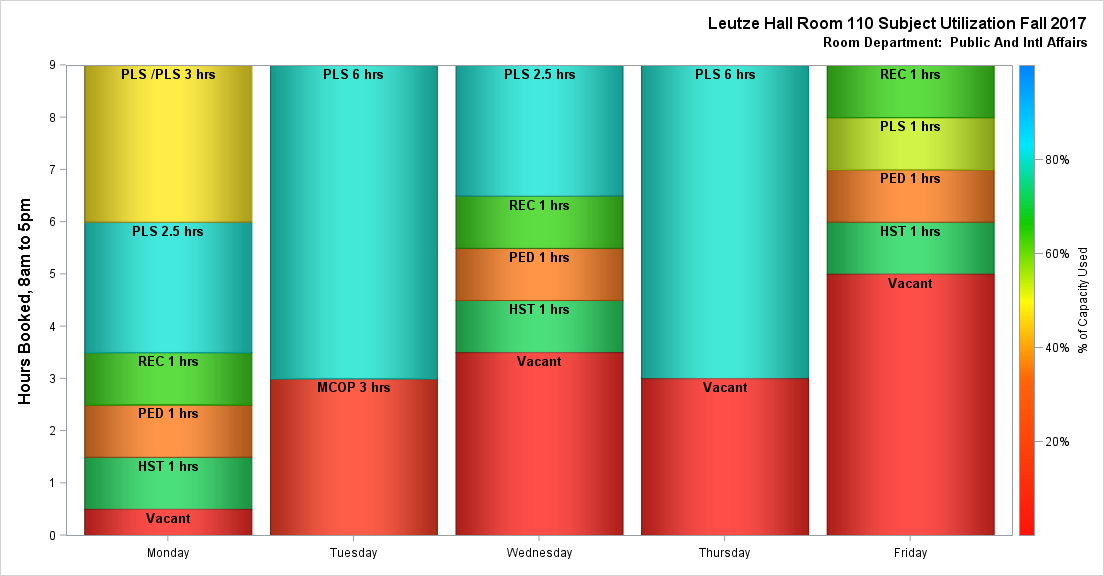 Leutze Hall Room 110 Subject Utilization Fall 2017
Room Department:  Public And Intl Affairs
Hours Booked, 8am to 5pm
9
8
7
6
5
4
3
2
1
0
PLS /PLS 3 hrs
PLS 2.5 hrs
REC 1 hrs
PED 1 hrs
HST 1 hrs
Vacant
Monday
PLS 6 hrs
MCOP 3 hrs
Tuesday
PLS 2.5 hrs
REC 1 hrs
PED 1 hrs
HST 1 hrs
Vacant
Wednesday
PLS 6 hrs
Vacant
Thursday
REC 1 hrs
PLS 1 hrs
PED 1 hrs
HST 1 hrs
Vacant
Friday
80%
60%
40%
20%
% of Capacity Used